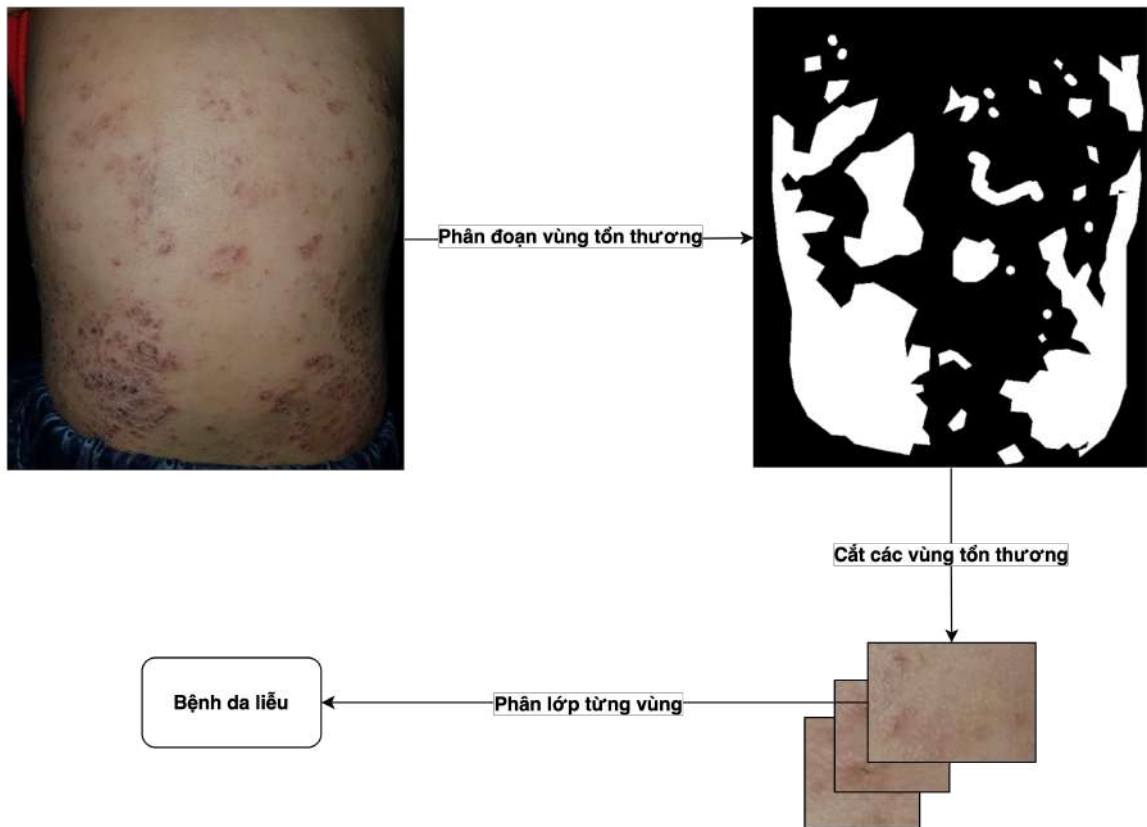 Phân đoạn vùng tổn thương
Cắt các vùng tổn thương
Phân lớp từng vùng
Bệnh da liễu